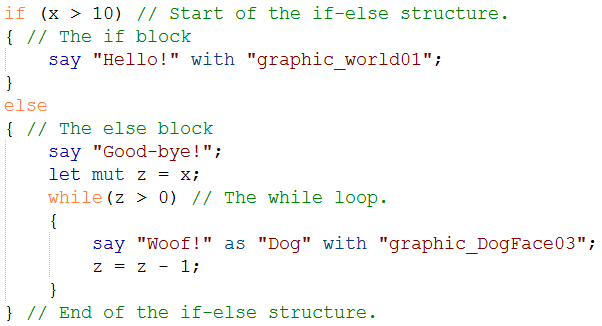 if (x > 10) // Start of the if-else structure.
{ // The if block
    say "Hello!" with "graphic_world01";
}
else
{ // The else block
    say "Good-bye!";
    let mut z = x;
    while(z > 0) // The while loop.
    {
        say "Woof!" as "Dog" with "graphic_DogFace03";
        z = z - 1;
    }
} // End of the if-else structure.